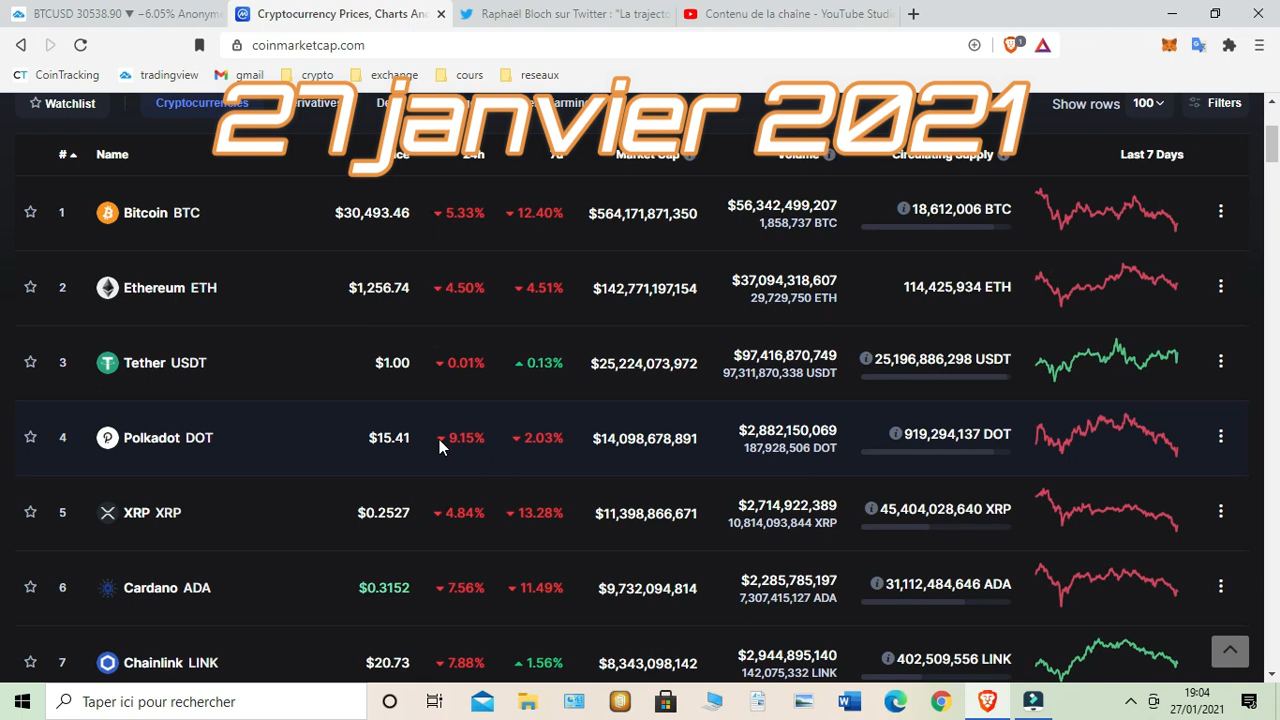 BTCUSD 30538.90 ▼ −6.05% Anonyme
Cryptocurrency Prices, Charts And
Raphaël Bloch sur Twitter : "La trajecto
Contenu de la chaîne - YouTube Studi
coinmarketcap.com
1
CT CoinTracking tradingview gmail crypto exchange cours reseaux
27 janvier 2021
Watchlist Cryptocurrencies Show rows 100 Filters
# Name 24h 7d Market Cap Volume Circulating Supply Last 7 Days
1 Bitcoin BTC $30,493.46 5.33% 12.40% $564,171,871,350 $56,342,499,207 18,612,006 BTC
1,858,737 BTC
2 Ethereum ETH $1,256.74 4.50% 4.51% $142,771,197,154 $37,094,318,607 114,425,934 ETH
29,729,750 ETH
3 Tether USDT $1.00 0.01% 0.13% $25,224,073,972 $97,416,870,749 25,196,886,298 USDT
97,311,870,338 USDT
4 Polkadot DOT $15.41 9.15% 2.03% $14,098,678,891 $2,882,150,069 919,294,137 DOT
187,928,506 DOT
5 XRP XRP $0.2527 4.84% 13.28% $11,398,866,671 $2,714,922,389 45,404,028,640 XRP
10,814,093,844 XRP
6 Cardano ADA $0.3152 7.56% 11.49% $9,732,094,814 $2,285,785,197 31,112,484,646 ADA
7,307,415,127 ADA
7 Chainlink LINK $20.73 7.88% 1.56% $8,343,098,142 $2,944,895,140 402,509,556 LINK
142,075,332 LINK
Taper ici pour rechercher
19:04
27/01/2021